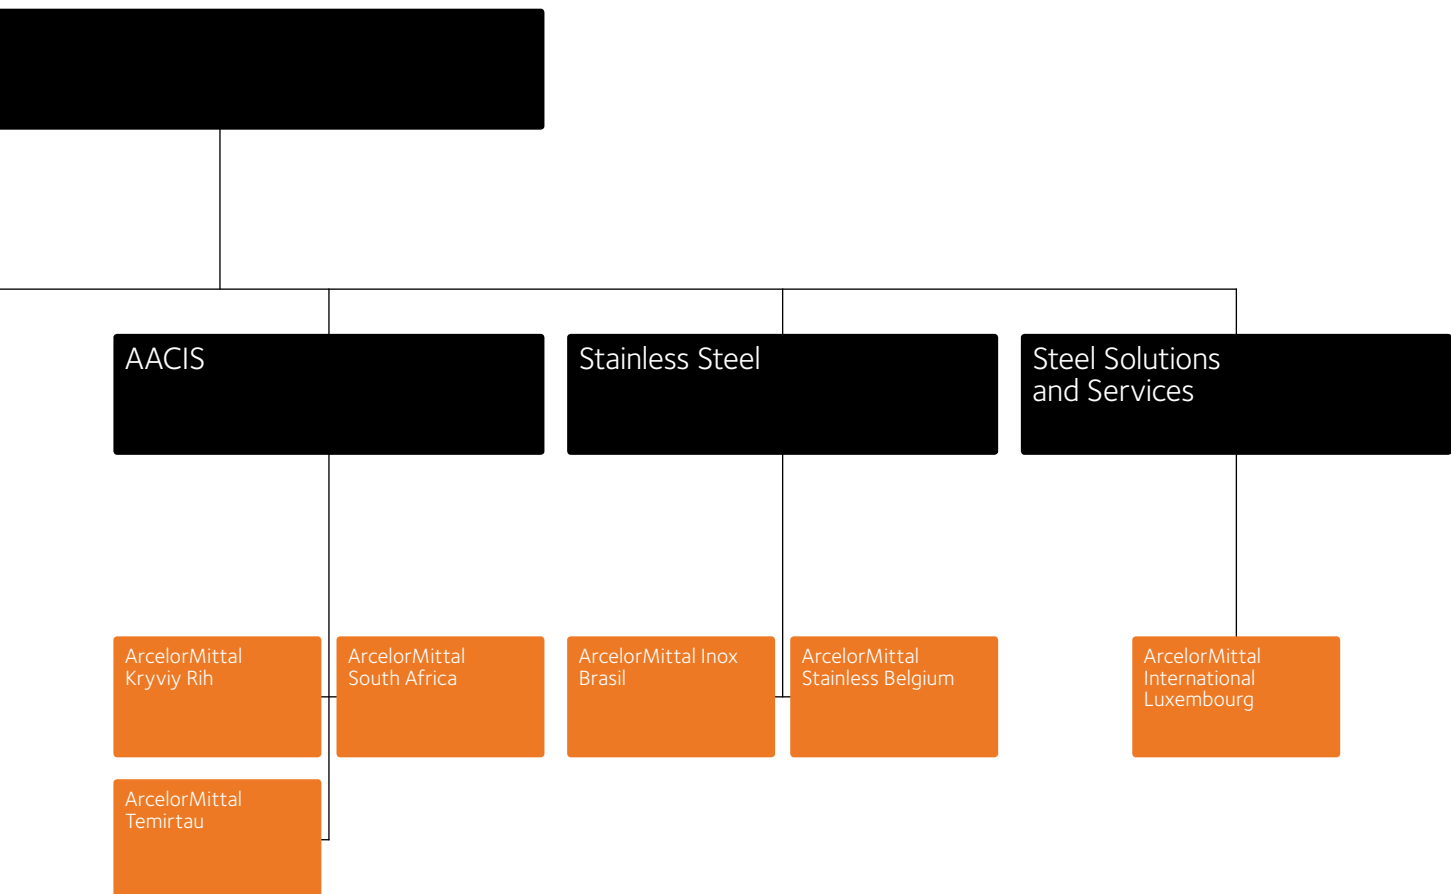 AACIS
Stainless Steel
Steel Solutions
and Services
ArcelorMittal
Kryviy Rih
ArcelorMittal
South Africa
ArcelorMittal Inox
Brasil
ArcelorMittal
Stainless Belgium
ArcelorMittal
International
Luxembourg
ArcelorMittal
Temirtau